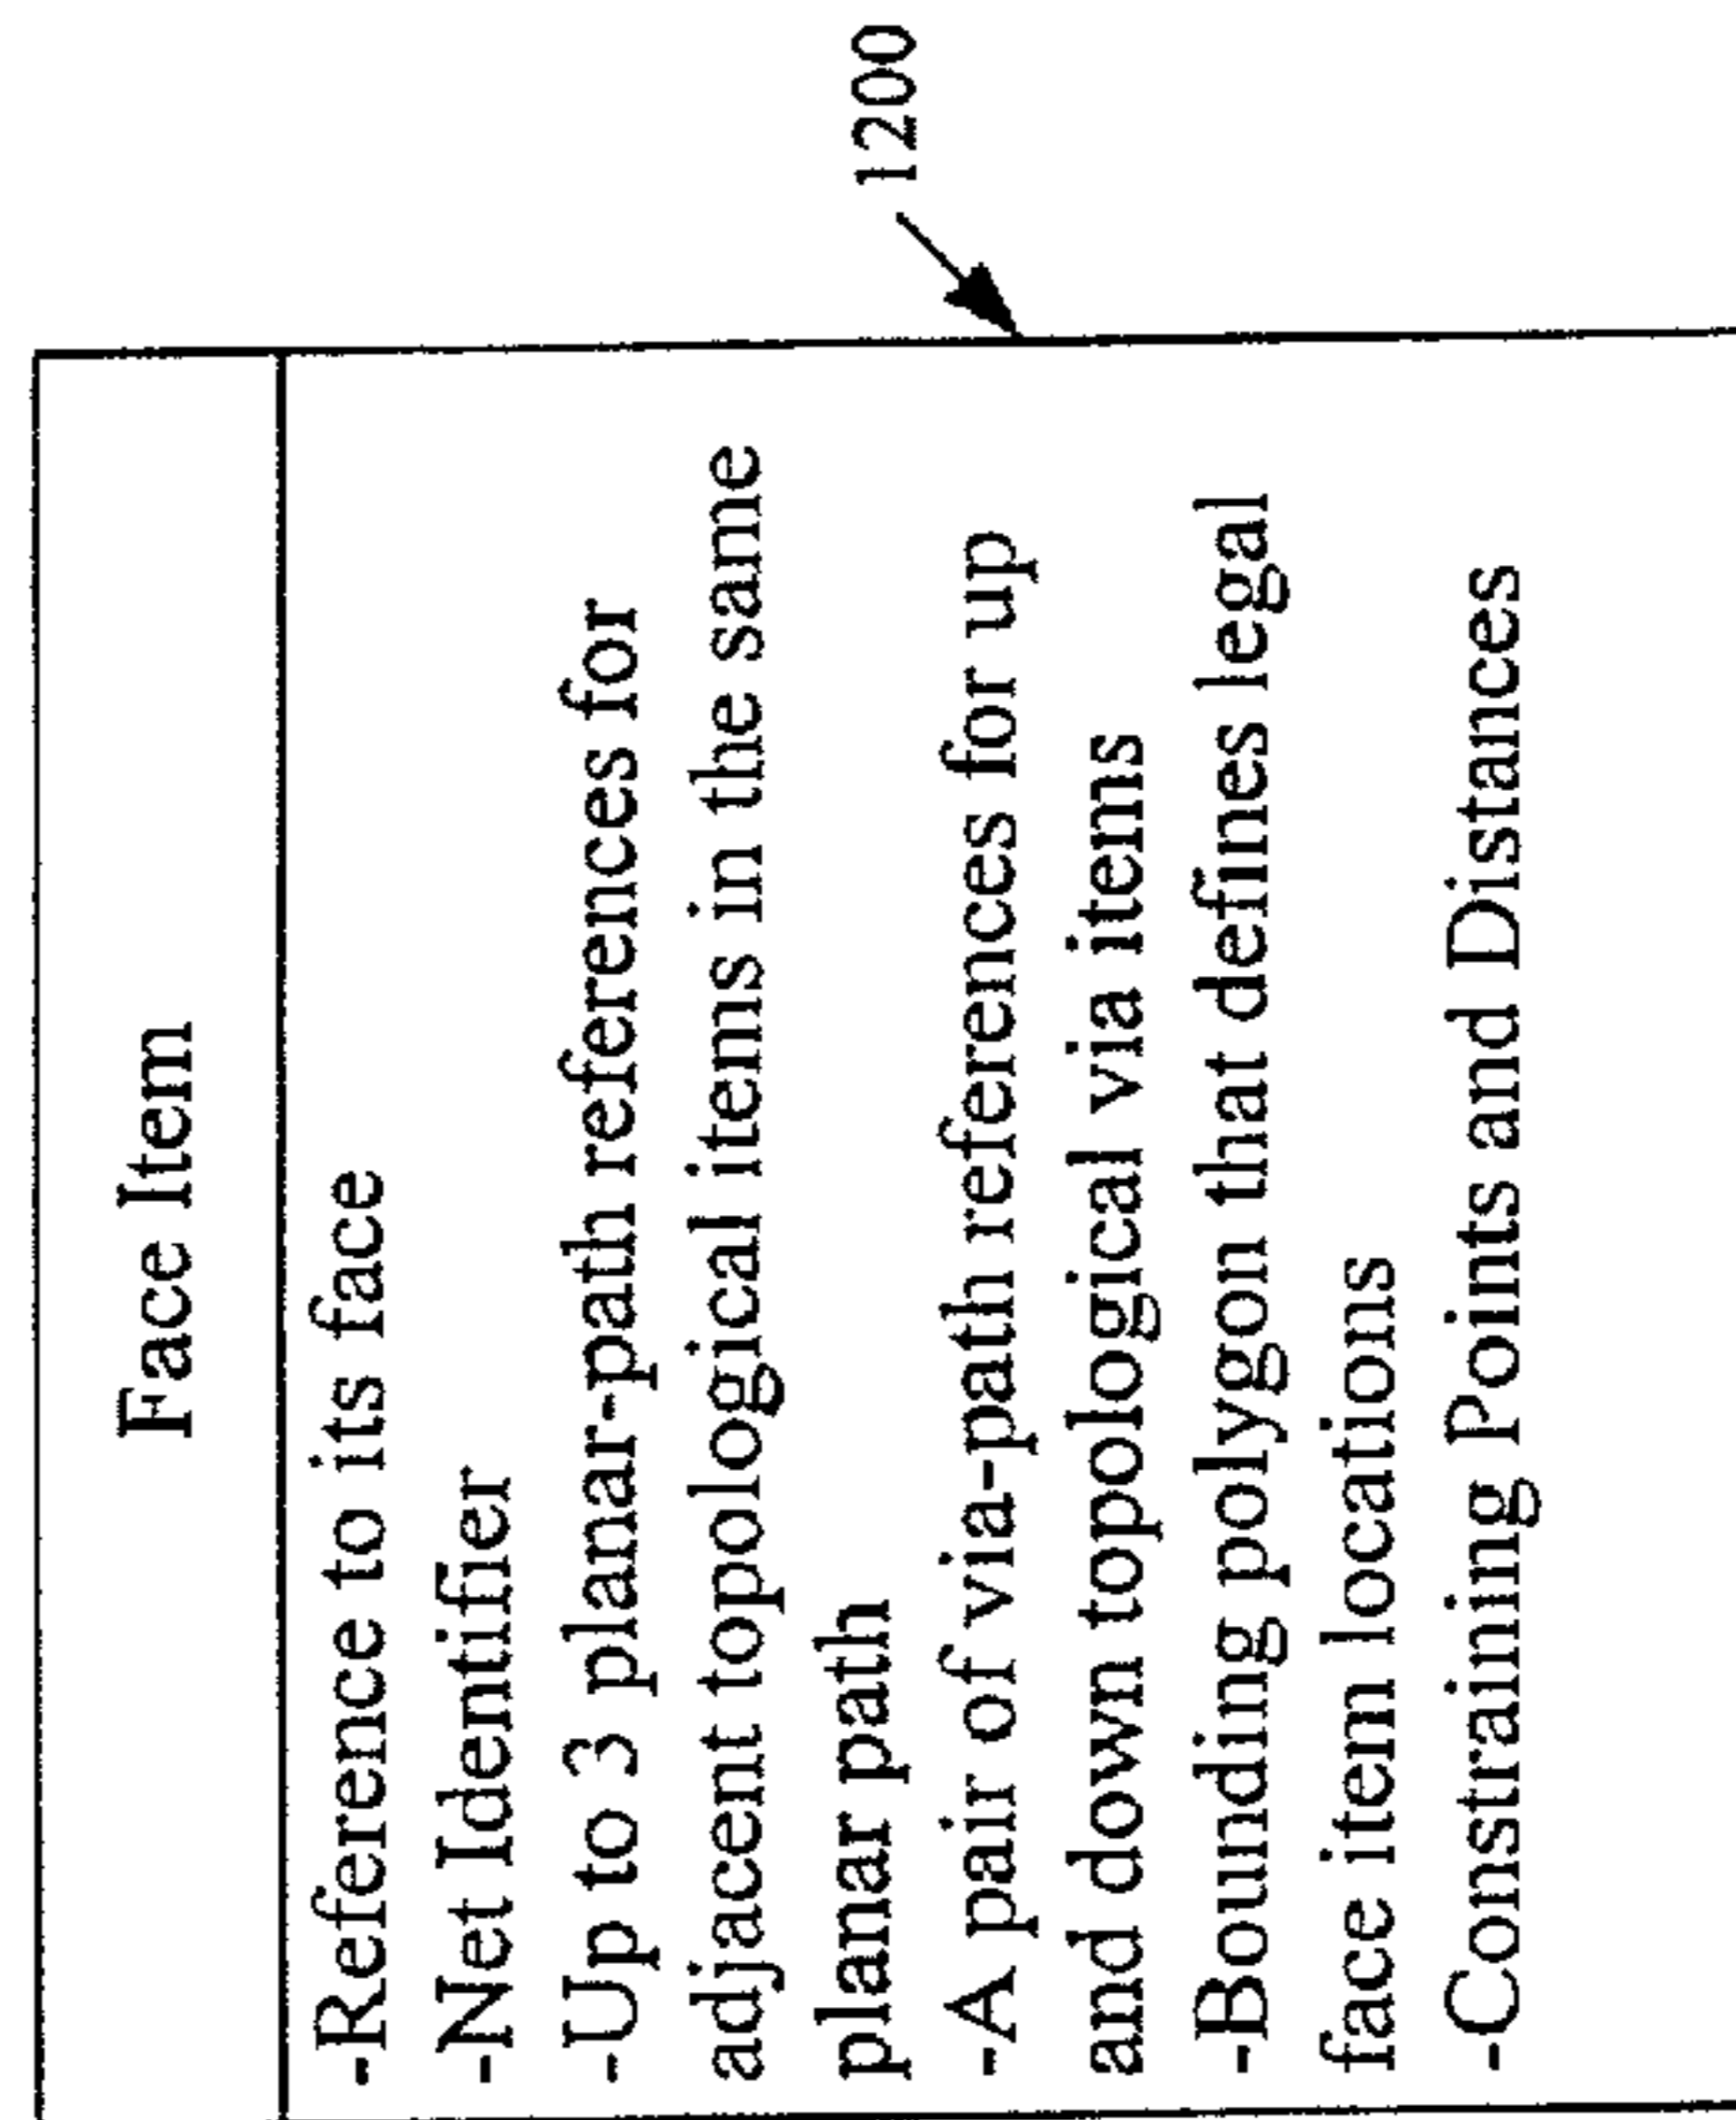 Face Item
-Reference to its face
-Net Identifier
-Up to 3 planar-path references for
adjacent topological items in the same
planar path
-A pair of via-path references for up
and down topological via items
-Bounding polygon that defines legal
face item locations
-Constraining Points and Distances
1200